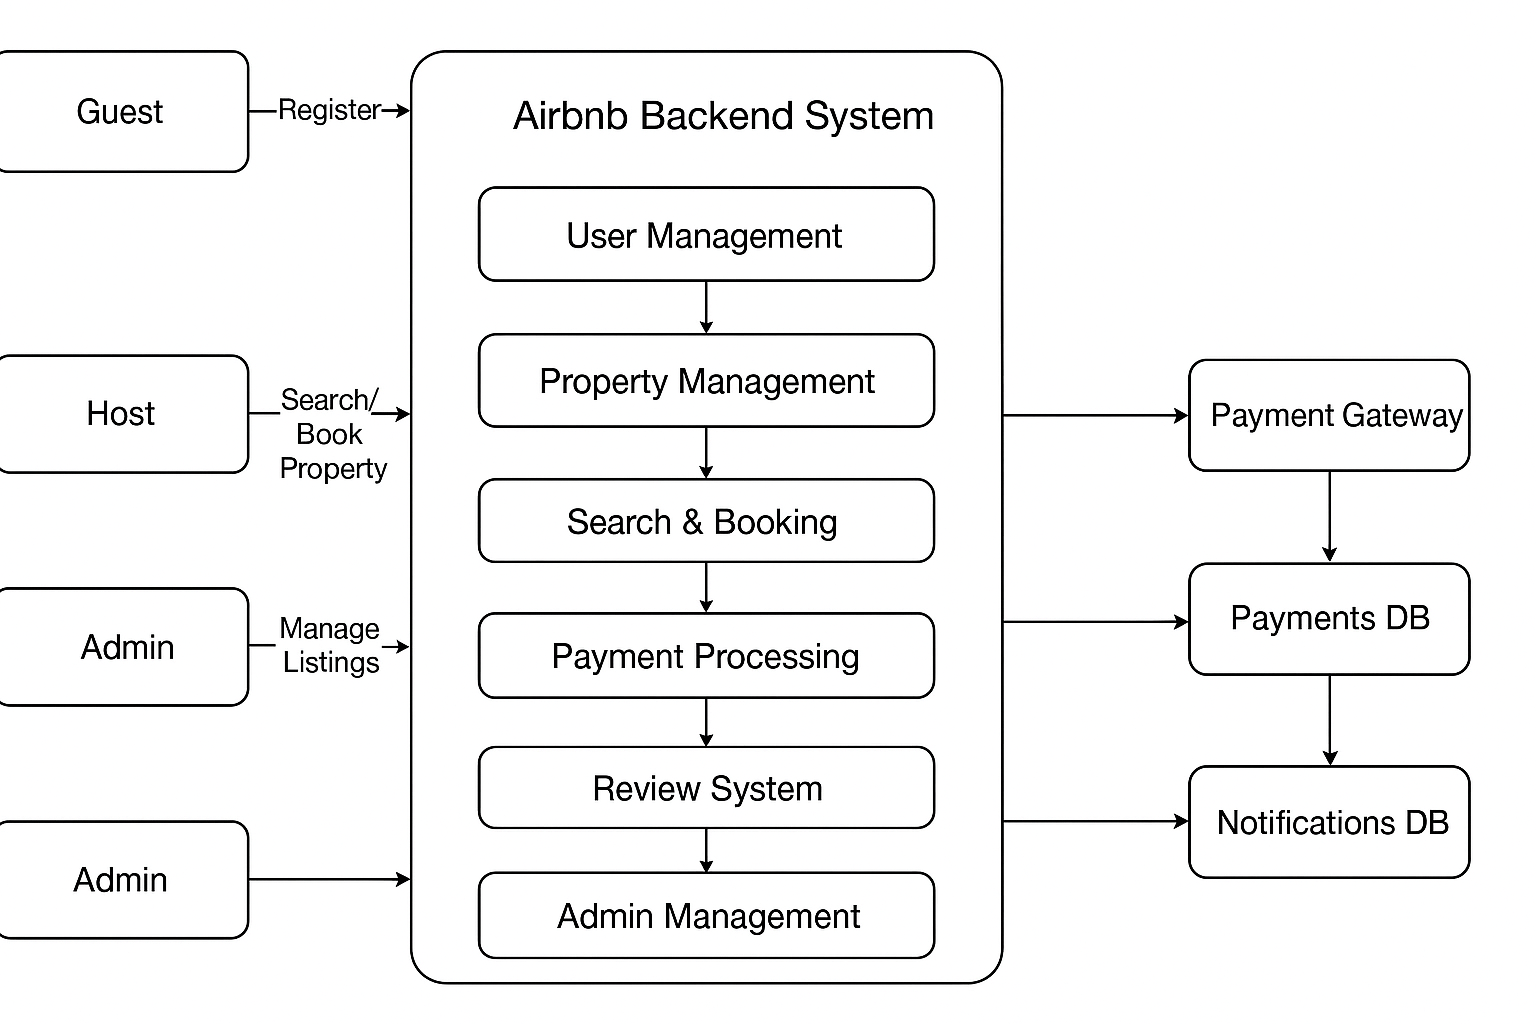 Guest
Register
Airbnb Backend System
User Management
Property Management
Host
Search/
Book
Property
Payment Gateway
Search & Booking
Admin
Manage
Listings
Payment Processing
Payments DB
Review System
Notifications DB
Admin
Admin Management